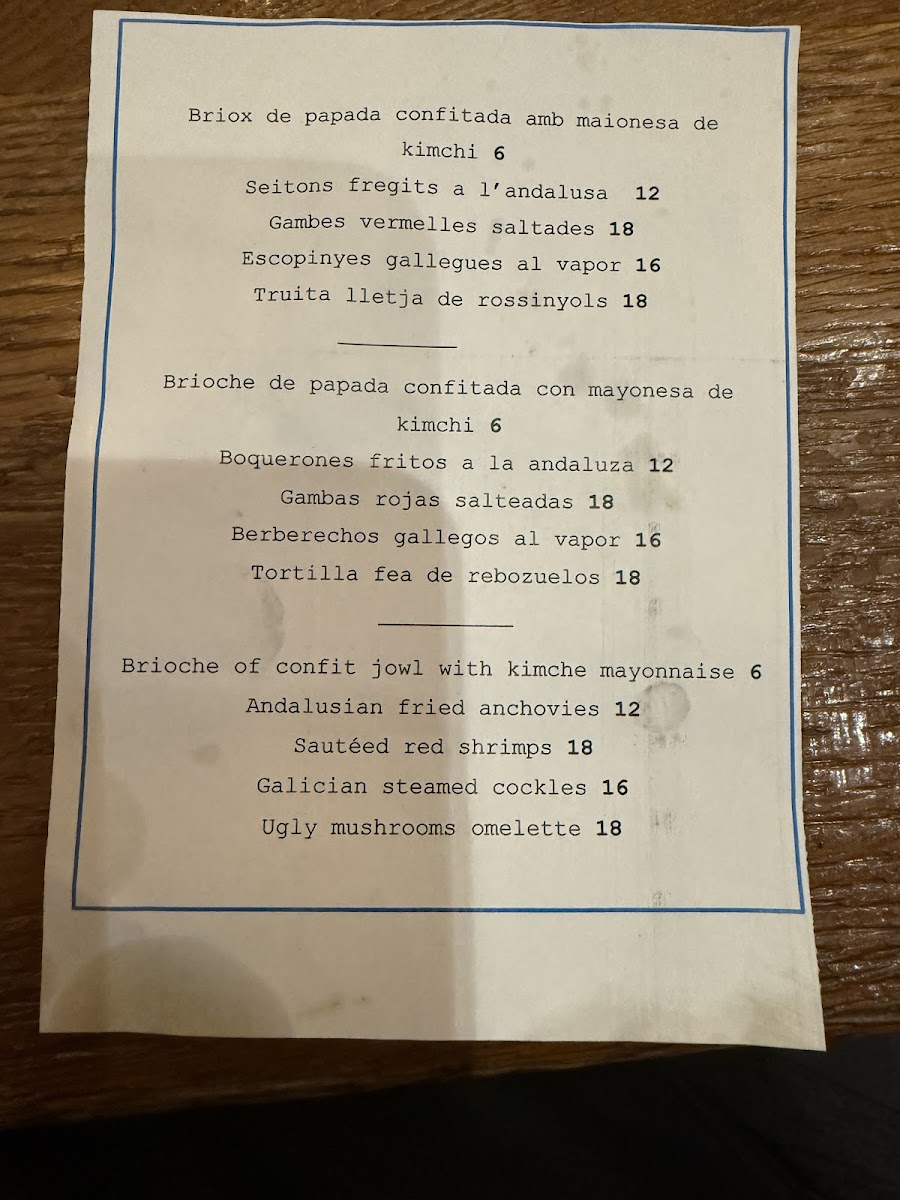 Briox de papada confitada amb maionesa de
kimchi 6
Seitons fregits a l'andalusa 12
Gambes vermelles saltades 18
Escopinyes gallegues al vapor 16
Truita lletja de rossinyols 18
Brioche de papada confitada con mayonesa de
kimchi 6
Boquerones fritos a la andaluza 12
Gambas rojas salteadas 18
Berberechos gallegos al vapor 16
Tortilla fea de rebozuelos 18
Brioche of confit jowl with kimche mayonnaise 6
Andalusian fried anchovies 12
Sautéed red shrimps 18
Galician steamed cockles 16
Ugly mushrooms omelette 18